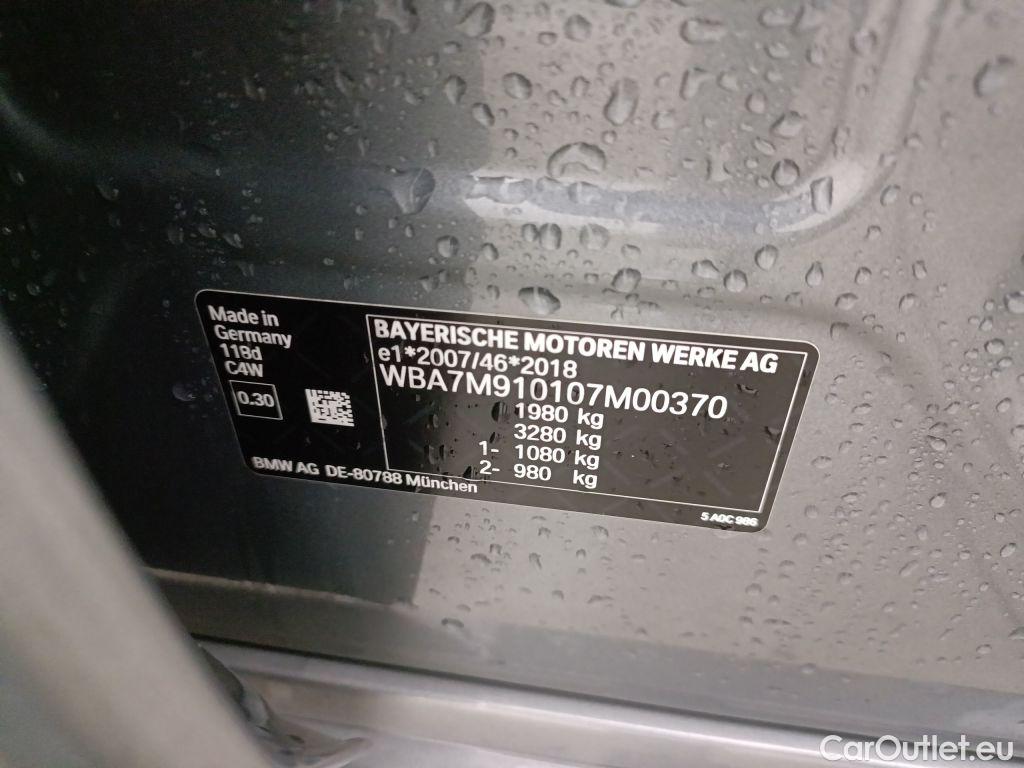 Made in
Germany
118d
C4W
0.30
BAYERISCHE MOTOREN WERKE AG
e1*2007/46*2018
WBA7M910107M00370
1980 kg
3280 kg
1- 1080 kg
2- 980 kg
BMW AG DE-80788 München
5 A0C 986
CarOutlet.eu